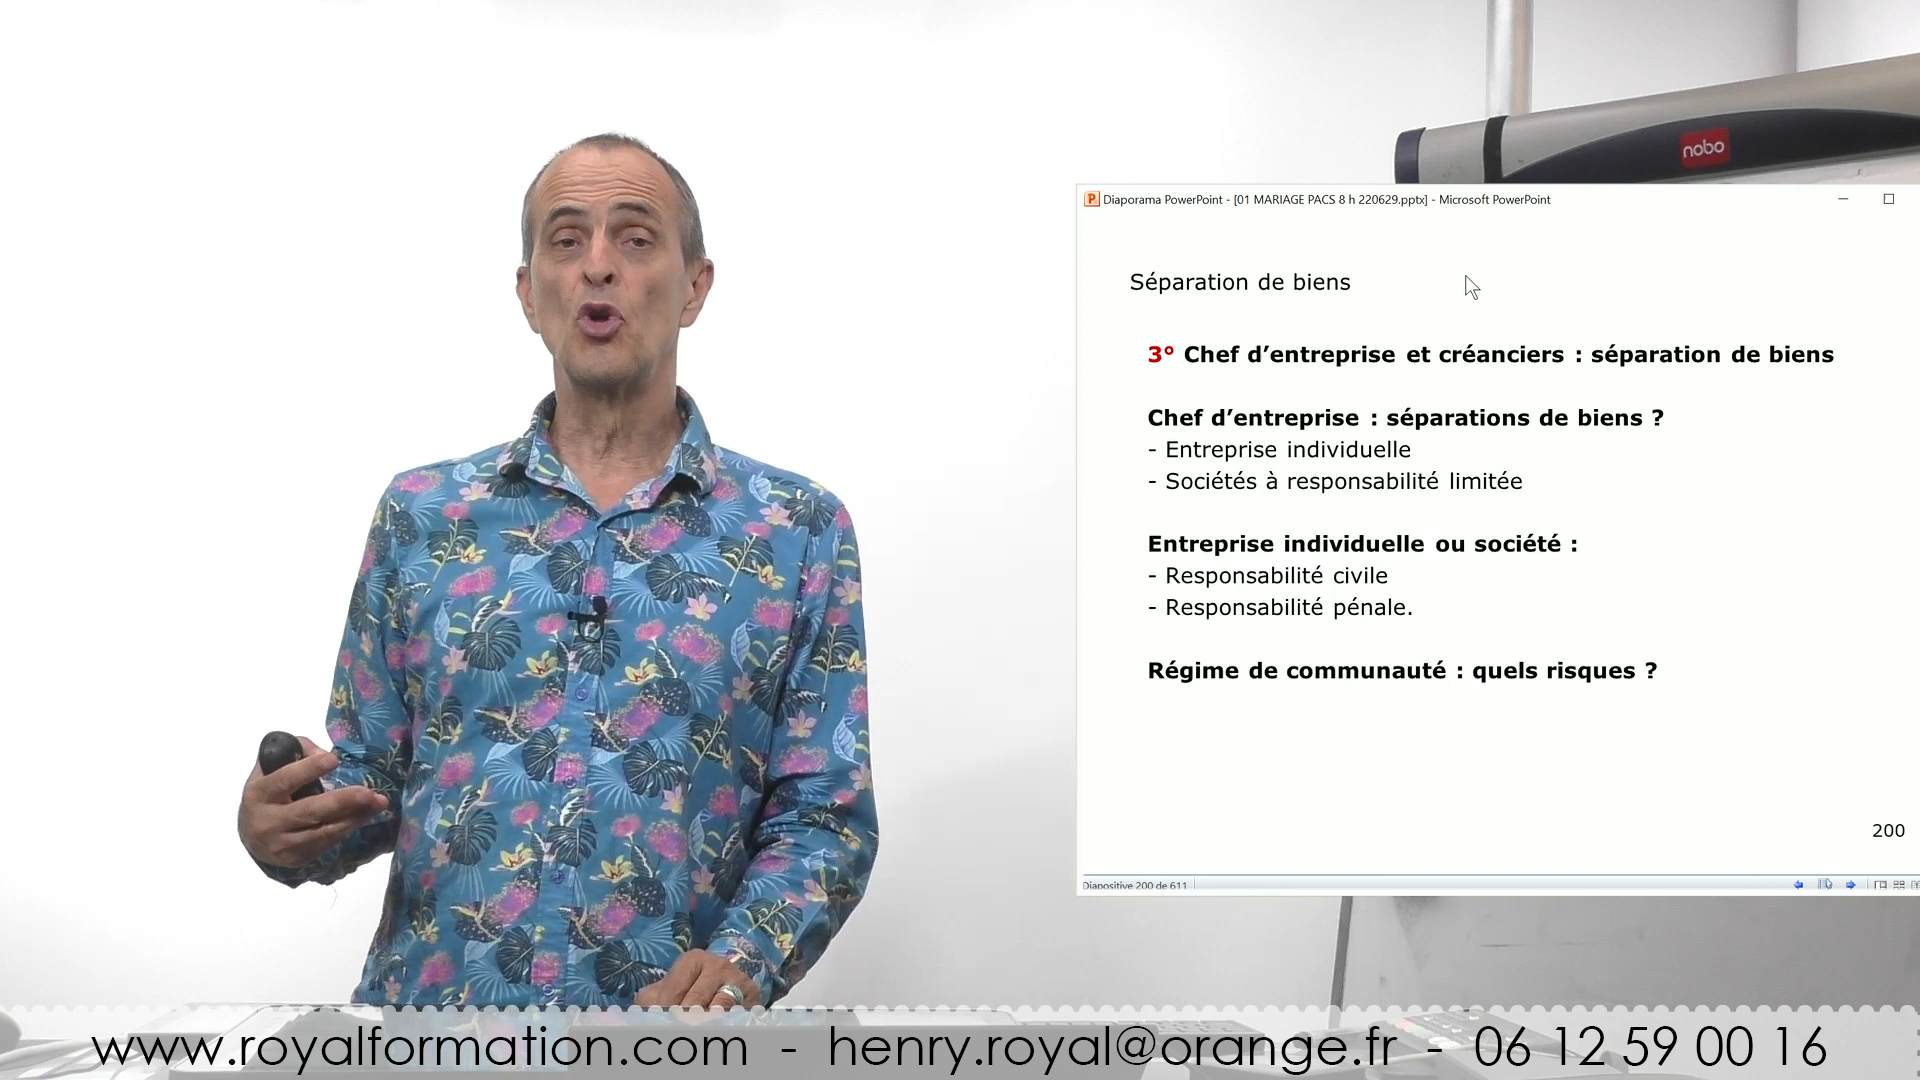 nobo
Diaporama PowerPoint - [01 MARIAGE PACS 8 h 220629.pptx] - Microsoft PowerPoint
Séparation de biens
3° Chef d’entreprise et créanciers : séparation de biens
Chef d’entreprise : séparations de biens ?
- Entreprise individuelle
- Sociétés à responsabilité limitée
Entreprise individuelle ou société :
- Responsabilité civile
- Responsabilité pénale.
Régime de communauté : quels risques ?
200
Diapositive 200 de 611
www.royalformation.com - henry.royal@orange.fr - 06 12 59 00 16